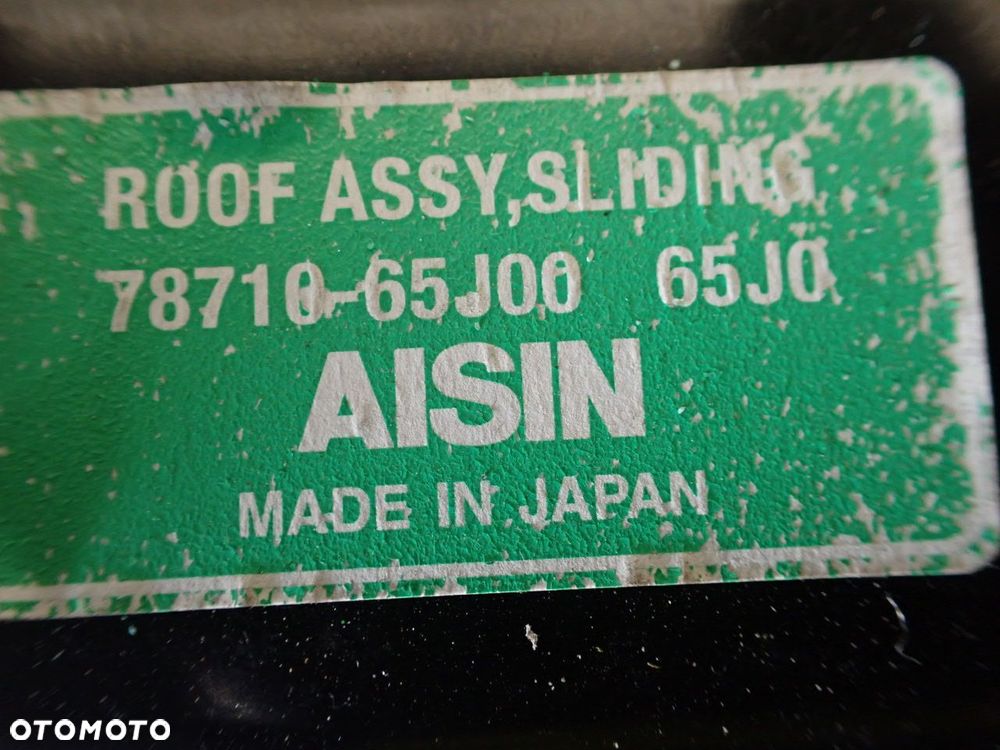 ROOF ASSY,SLIDING
78710-65J00 65J0
AISIN
MADE IN JAPAN
OTOMOTO